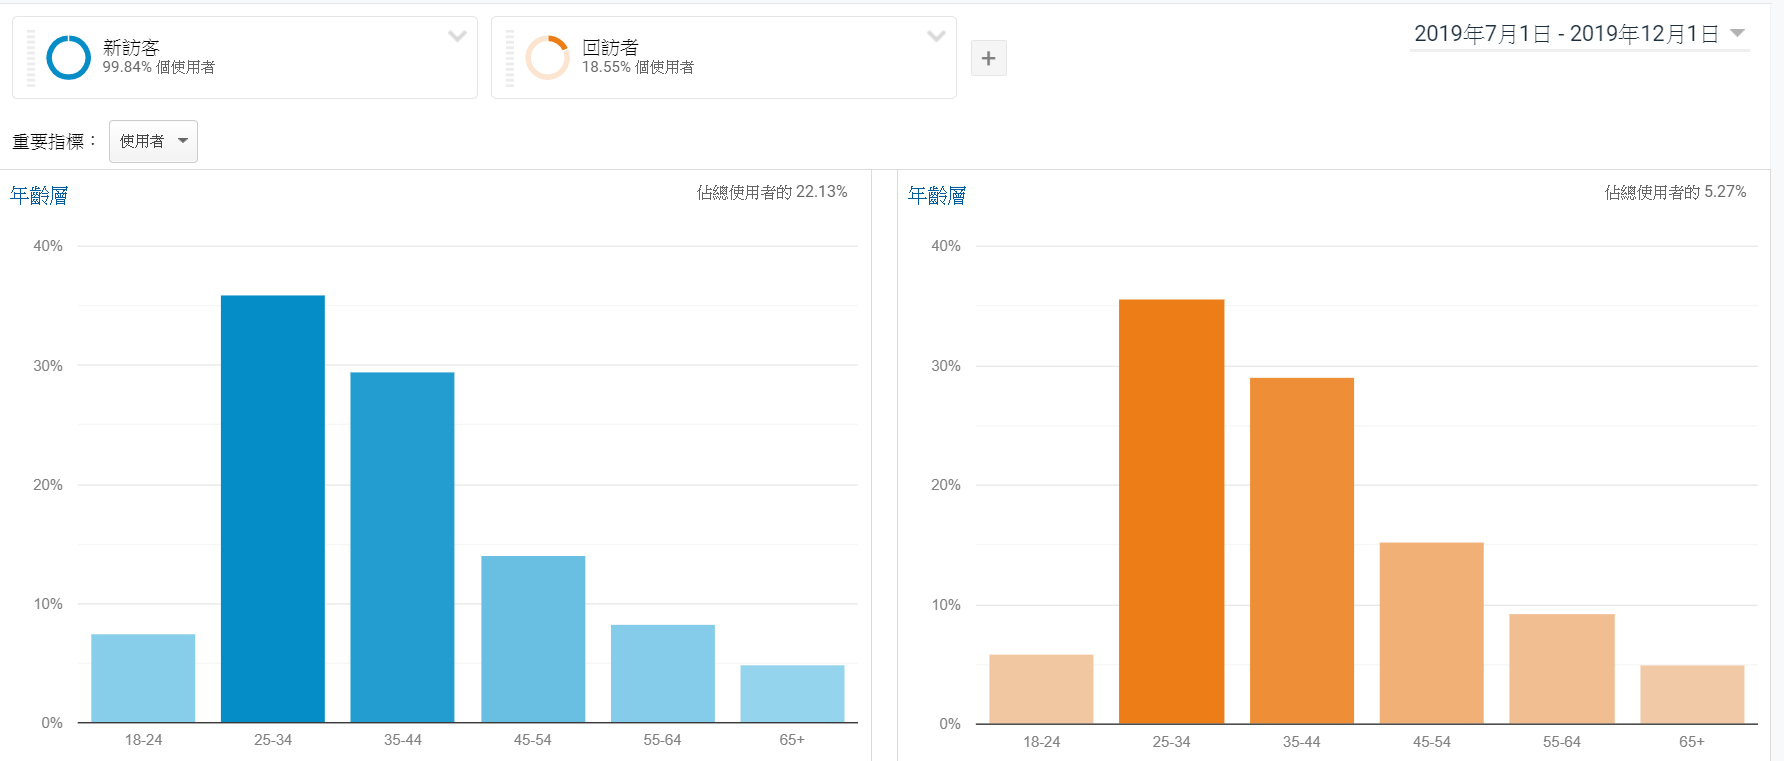 新訪客
99.84% 個使用者
回訪者
18.55% 個使用者
+
2019年7月1日 - 2019年12月1日
重要指標：
使用者
年齡層
佔總使用者的 22.13%
40%
30%
20%
10%
0%
18-24
25-34
35-44
45-54
55-64
65+
年齡層
佔總使用者的 5.27%
40%
30%
20%
10%
0%
18-24
25-34
35-44
45-54
55-64
65+